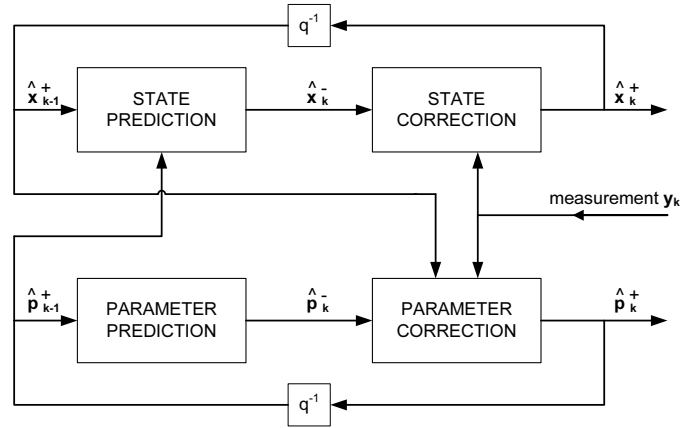 q⁻¹
x̂⁺ₖ₋₁
STATE
PREDICTION
x̂⁻ₖ
STATE
CORRECTION
x̂⁺ₖ
measurement yₖ
p̂⁺ₖ₋₁
PARAMETER
PREDICTION
p̂⁻ₖ
PARAMETER
CORRECTION
p̂⁺ₖ
q⁻¹